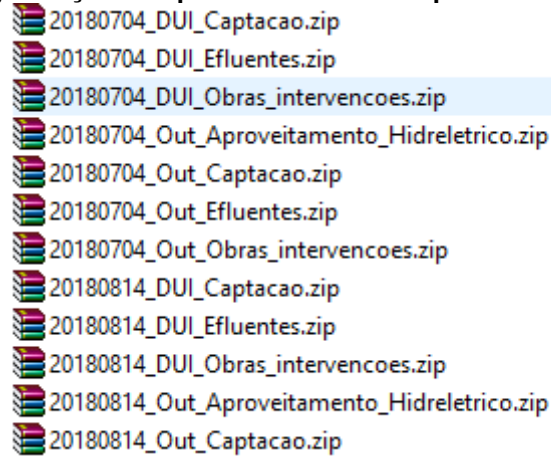 20180704_DUI_Captacao.zip
20180704_DUI_Efluentes.zip
20180704_DUI_Obras_intervencoes.zip
20180704_Out_Aproveitamento_Hidreletrico.zip
20180704_Out_Captacao.zip
20180704_Out_Efluentes.zip
20180704_Out_Obras_intervencoes.zip
20180814_DUI_Captacao.zip
20180814_DUI_Efluentes.zip
20180814_DUI_Obras_intervencoes.zip
20180814_Out_Aproveitamento_Hidreletrico.zip
20180814_Out_Captacao.zip